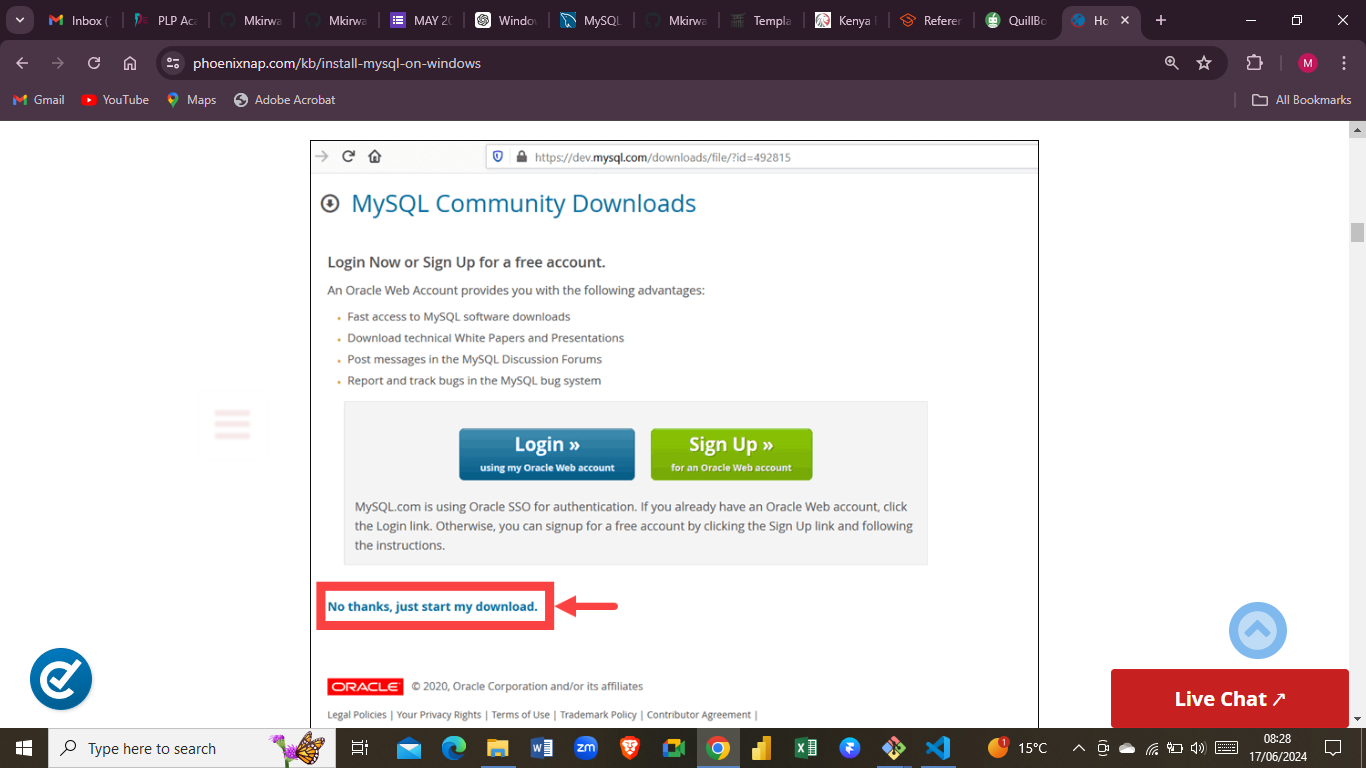 Inbox (
PLP Aca
Mkirwa
Mkirwa
MAY 20
Window
MySQL
Mkirwa
Templa
Kenya
Referen
QuillBo
Ho
phoenixnap.com/kb/install-mysql-on-windows
M
Gmail
YouTube
Maps
Adobe Acrobat
All Bookmarks
https://dev.mysql.com/downloads/file/?id=492815
MySQL Community Downloads
Login Now or Sign Up for a free account.
An Oracle Web Account provides you with the following advantages:
Fast access to MySQL software downloads
Download technical White Papers and Presentations
Post messages in the MySQL Discussion Forums
Report and track bugs in the MySQL bug system
Login »
using my Oracle Web account
Sign Up »
for an Oracle Web account
MySQL.com is using Oracle SSO for authentication. If you already have an Oracle Web account, click
the Login link. Otherwise, you can signup for a free account by clicking the Sign Up link and following
the instructions.
No thanks, just start my download.
ORACLE © 2020, Oracle Corporation and/or its affiliates
Legal Policies | Your Privacy Rights | Terms of Use | Trademark Policy | Contributor Agreement |
Live Chat ↗
Type here to search
zm
1
15°C
08:28
17/06/2024